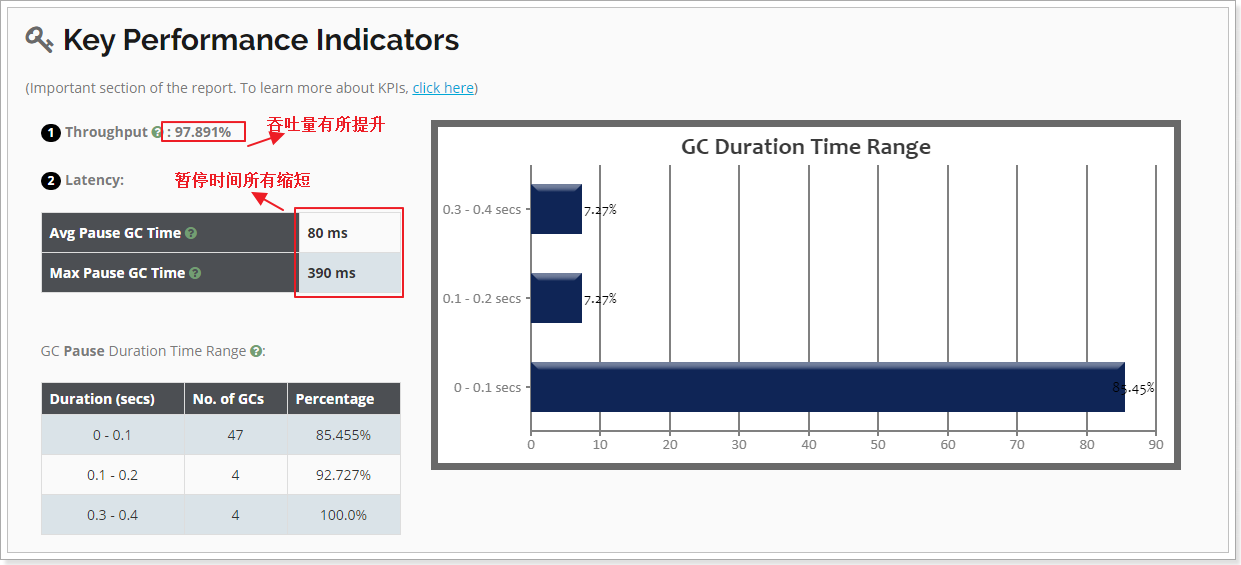 Key Performance Indicators
(Important section of the report. To learn more about KPIs, click here)
1 Throughput ? : 97.891%
吞吐量有所提升
2 Latency:
暂停时间所有缩短
Avg Pause GC Time ? 80 ms
Max Pause GC Time ? 390 ms
GC Pause Duration Time Range ?:
Duration (secs) No. of GCs Percentage
0 - 0.1 47 85.455%
0.1 - 0.2 4 92.727%
0.3 - 0.4 4 100.0%
GC Duration Time Range
0.3 - 0.4 secs 7.27%
0.1 - 0.2 secs 7.27%
0 - 0.1 secs 85.45%
0 10 20 30 40 50 60 70 80 90